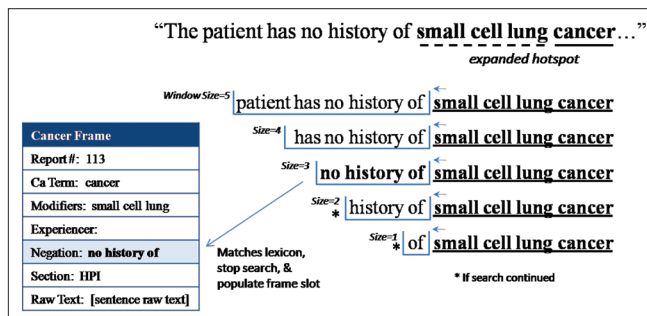 “The patient has no history of small cell lung cancer…”
expanded hotspot
Window Size=5 patient has no history of small cell lung cancer
Size=4 has no history of small cell lung cancer
Size=3 no history of small cell lung cancer
Size=2 * history of small cell lung cancer
Size=1 * of small cell lung cancer
Matches lexicon,
stop search, &
populate frame slot
* If search continued
Cancer Frame
Report#: 113
Ca Term: cancer
Modifiers: small cell lung
Experiencer:
Negation: no history of
Section: HPI
Raw Text: [sentence raw text]